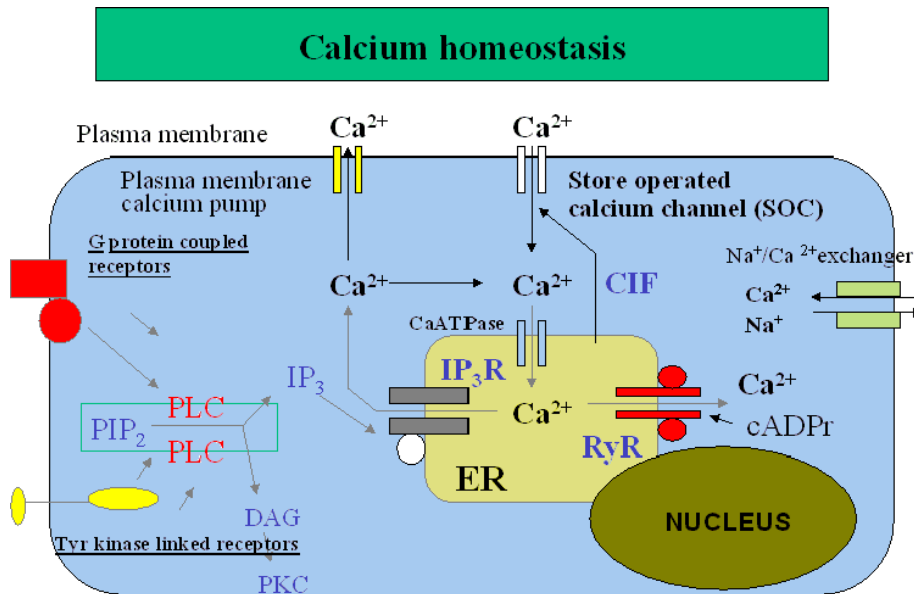 Calcium homeostasis
Plasma membrane
Ca²⁺
Ca²⁺
Plasma membrane
calcium pump
Store operated
calcium channel (SOC)
G protein coupled
receptors
Na⁺/Ca ²⁺exchanger
Ca²⁺
Ca²⁺
CIF
Ca²⁺
Na⁺
CaATPase
IP₃
IP₃R
Ca²⁺
Ca²⁺
PLC
PIP₂
PLC
cADPr
RyR
ER
NUCLEUS
DAG
Tyr kinase linked receptors
PKC